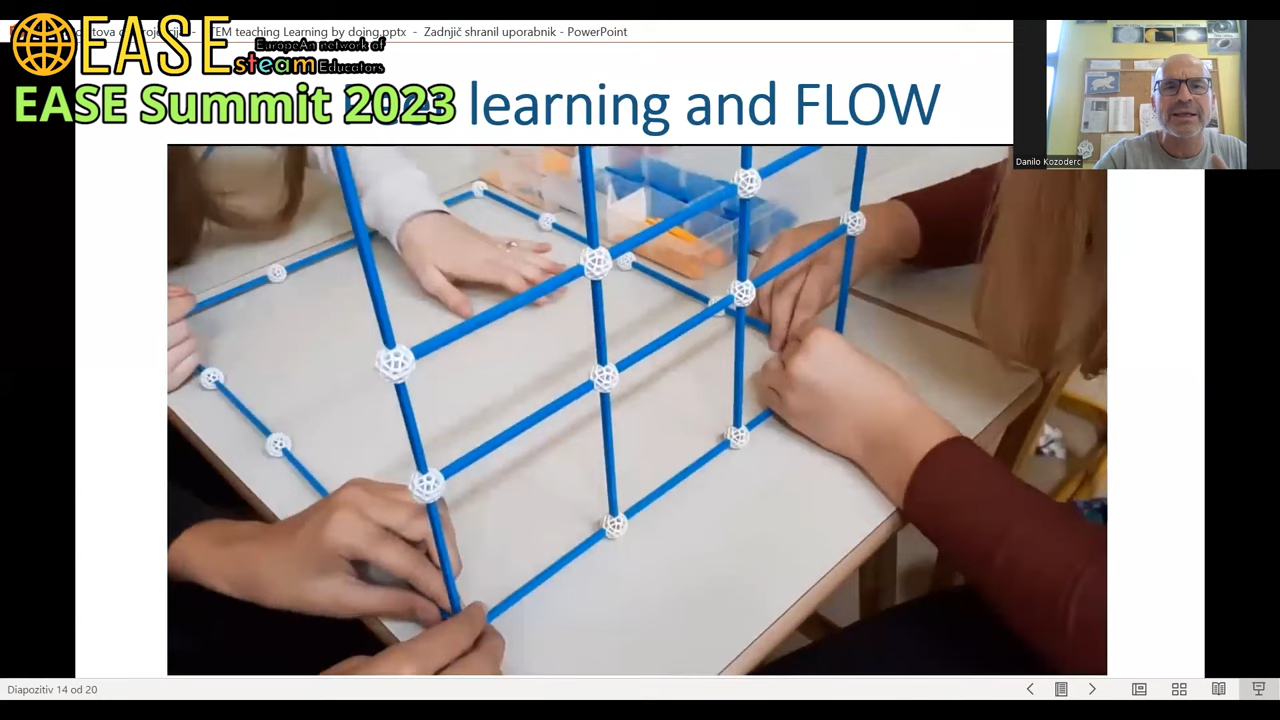 EASE
EuropeAn network of
steam Educators
EM teaching Learning by doing.pptx - Zadnjič shranil uporabnik - PowerPoint
EASE Summit 2023
learning and FLOW
Danilo Kozoderc
Diapozitiv 14 od 20